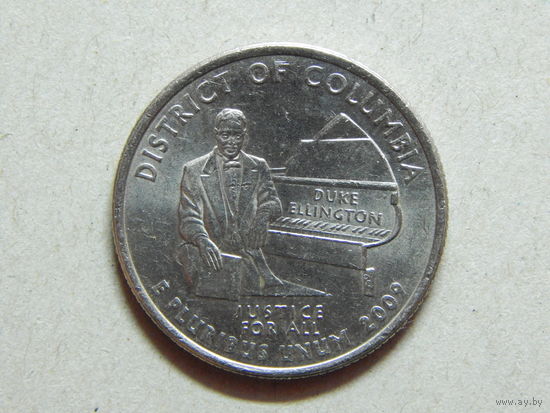 DISTRICT OF COLUMBIA
DUKE
ELLINGTON
JUSTICE
FOR ALL
E PLURIBUS UNUM 2009
www.ay.by